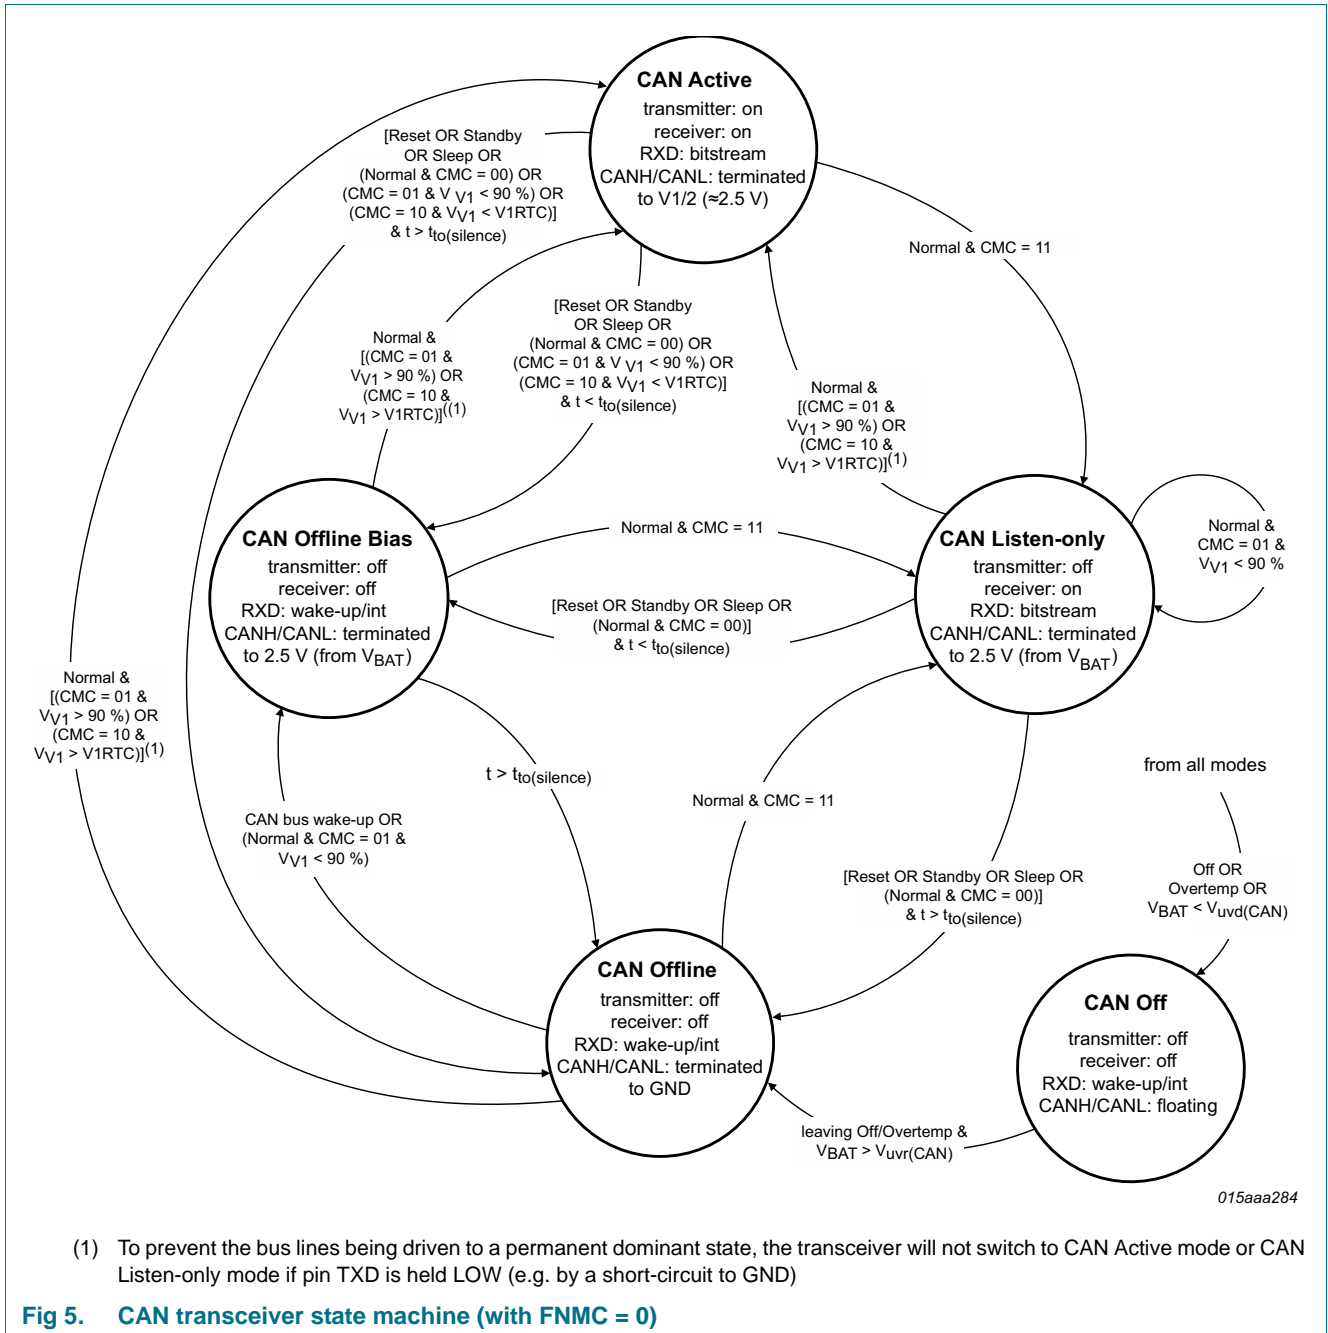 CAN Active
transmitter: on
receiver: on
RXD: bitstream
CANH/CANL: terminated
to V1/2 (≈2.5 V)
[Reset OR Standby
OR Sleep OR
(Normal & CMC = 00) OR
(CMC = 01 & V V1 < 90 %) OR
(CMC = 10 & VV1 < V1RTC)]
& t > tto(silence)
Normal & CMC = 11
[Reset OR Standby
OR Sleep OR
(Normal & CMC = 00) OR
(CMC = 01 & V V1 < 90 %) OR
(CMC = 10 & VV1 < V1RTC)]
& t < tto(silence)
Normal &
[(CMC = 01 &
VV1 > 90 %) OR
(CMC = 10 &
VV1 > V1RTC)]((1)
Normal &
[(CMC = 01 &
VV1 > 90 %) OR
(CMC = 10 &
VV1 > V1RTC)](1)
CAN Offline Bias
transmitter: off
receiver: off
RXD: wake-up/int
CANH/CANL: terminated
to 2.5 V (from VBAT)
Normal & CMC = 11
[Reset OR Standby OR Sleep OR
(Normal & CMC = 00)]
& t < tto(silence)
CAN Listen-only
transmitter: off
receiver: on
RXD: bitstream
CANH/CANL: terminated
to 2.5 V (from VBAT)
Normal &
CMC = 01 &
VV1 < 90 %
Normal &
[(CMC = 01 &
VV1 > 90 %) OR
(CMC = 10 &
VV1 > V1RTC)](1)
t > tto(silence)
CAN bus wake-up OR
(Normal & CMC = 01 &
VV1 < 90 %)
Normal & CMC = 11
[Reset OR Standby OR Sleep OR
(Normal & CMC = 00)]
& t > tto(silence)
from all modes
Off OR
Overtemp OR
VBAT < Vuvd(CAN)
CAN Offline
transmitter: off
receiver: off
RXD: wake-up/int
CANH/CANL: terminated
to GND
CAN Off
transmitter: off
receiver: off
RXD: wake-up/int
CANH/CANL: floating
leaving Off/Overtemp &
VBAT > Vuvr(CAN)
015aaa284
(1) To prevent the bus lines being driven to a permanent dominant state, the transceiver will not switch to CAN Active mode or CAN
Listen-only mode if pin TXD is held LOW (e.g. by a short-circuit to GND)
Fig 5. CAN transceiver state machine (with FNMC = 0)